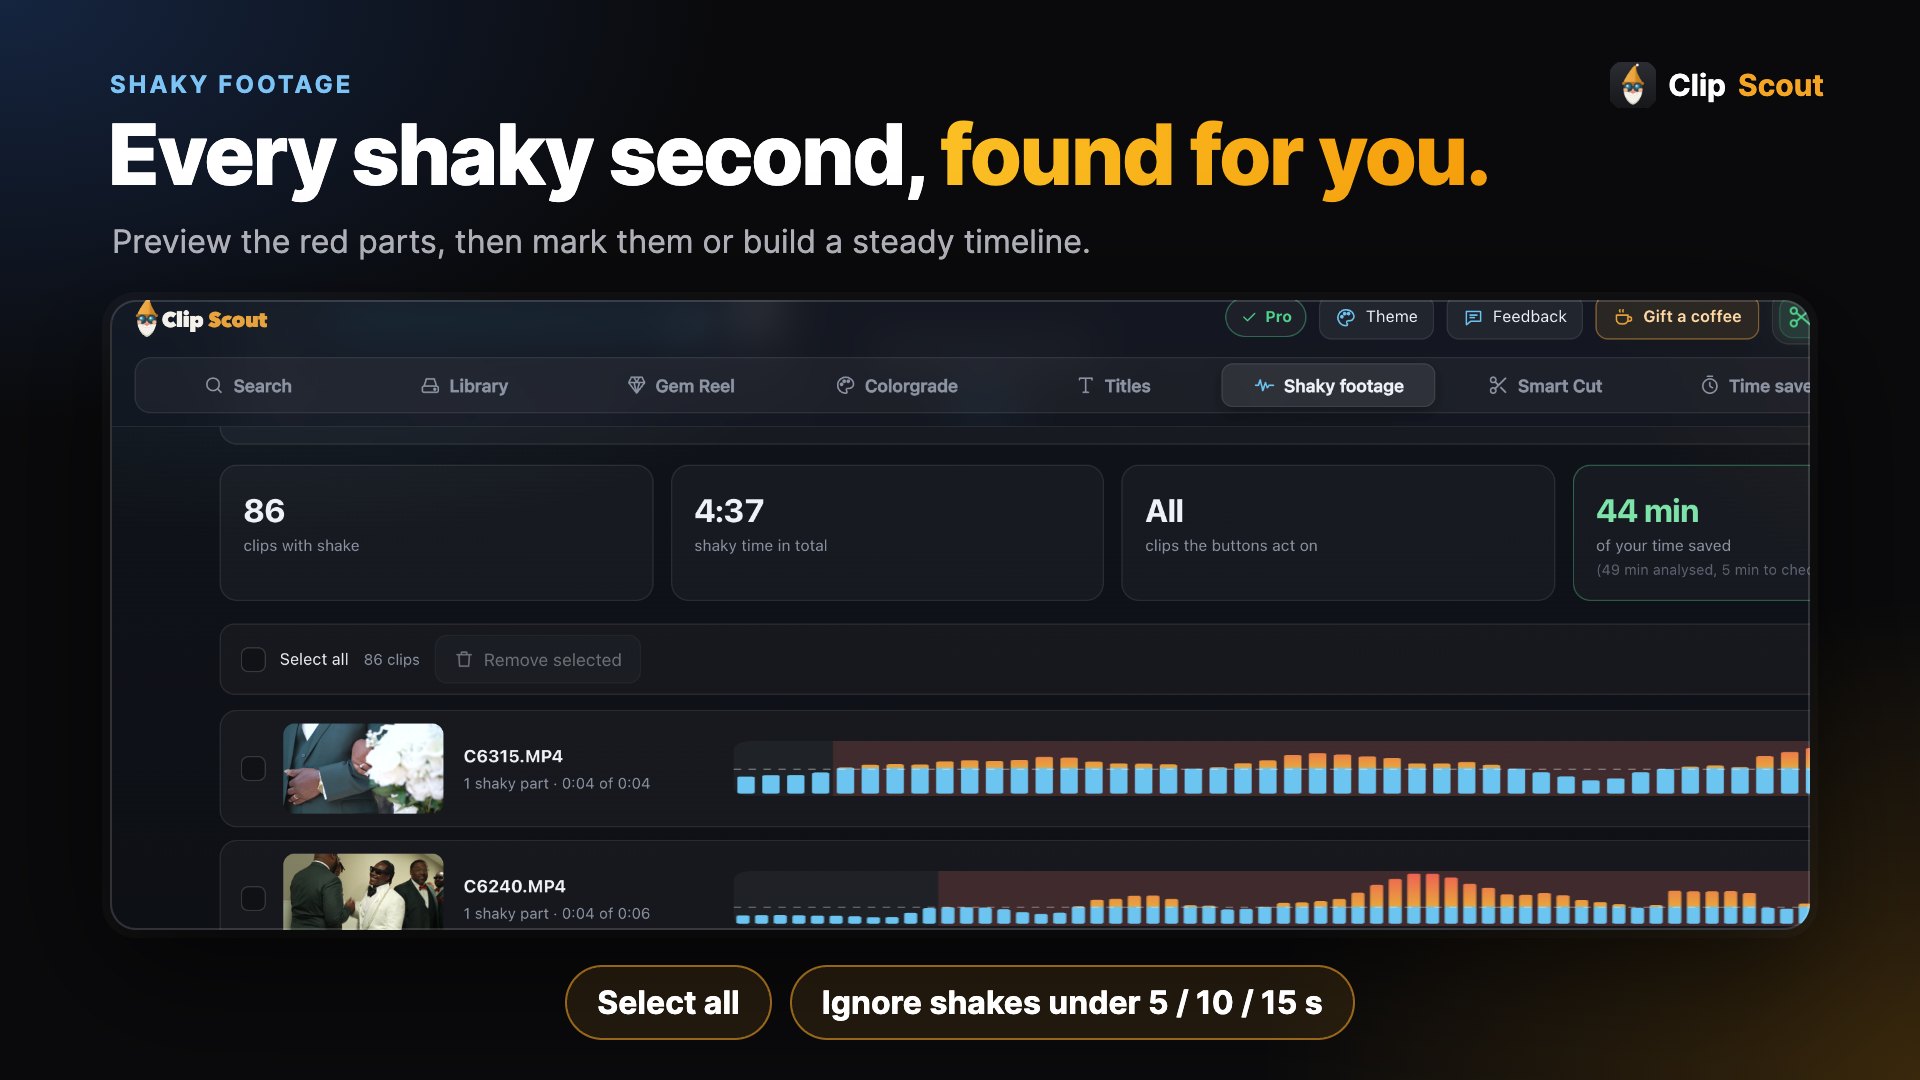 SHAKY FOOTAGE
Clip Scout
Every shaky second, found for you.
Preview the red parts, then mark them or build a steady timeline.
Clip Scout
Pro
Theme
Feedback
Gift a coffee
Search
Library
Gem Reel
Colorgrade
Titles
Shaky footage
Smart Cut
Time save
86
clips with shake
4:37
shaky time in total
All
clips the buttons act on
44 min
of your time saved
(49 min analysed, 5 min to chec
Select all
86 clips
Remove selected
C6315.MP4
1 shaky part · 0:04 of 0:04
C6240.MP4
1 shaky part · 0:04 of 0:06
Select all
Ignore shakes under 5 / 10 / 15 s